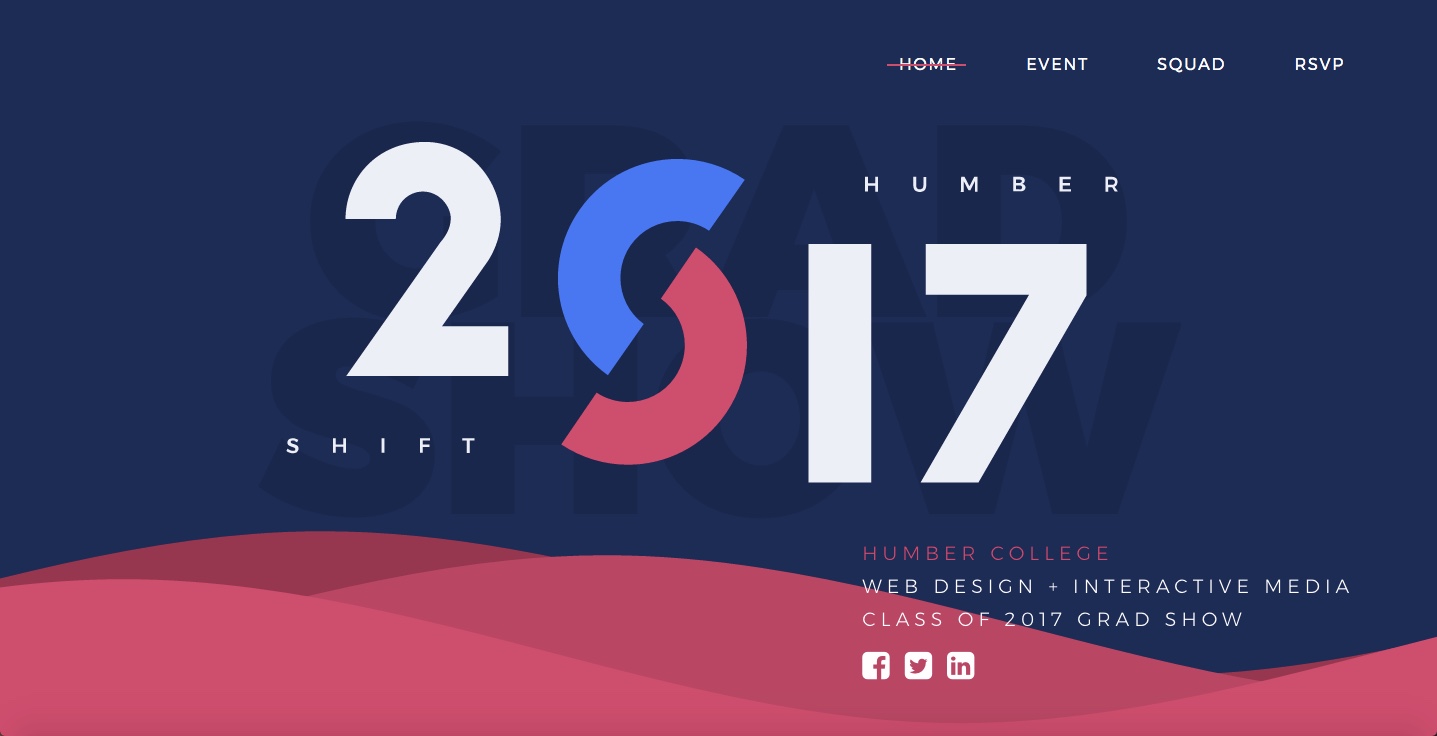 HOME EVENT SQUAD RSVP
GRAD
SHOW
HUMBER
2017
SHIFT
HUMBER COLLEGE
WEB DESIGN + INTERACTIVE MEDIA
CLASS OF 2017 GRAD SHOW